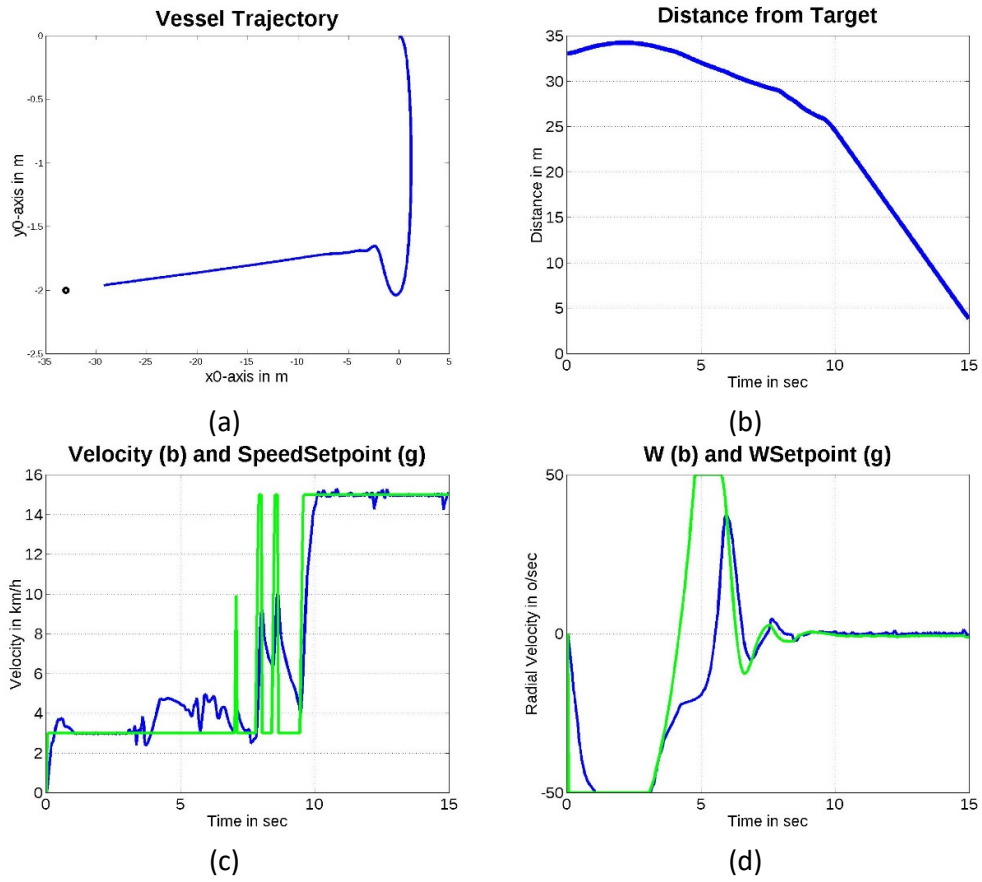 Vessel Trajectory
y0-axis in m
0
-0.5
-1
-1.5
-2
-2.5
-35
-30
-25
-20
-15
-10
-5
0
5
x0-axis in m
(a)
Distance from Target
Distance in m
35
30
25
20
15
10
5
0
0
5
10
15
Time in sec
(b)
Velocity (b) and SpeedSetpoint (g)
Velocity in km/h
16
14
12
10
8
6
4
2
0
0
5
10
15
Time in sec
(c)
W (b) and WSetpoint (g)
Radial Velocity in o/sec
50
0
-50
0
5
10
15
Time in sec
(d)